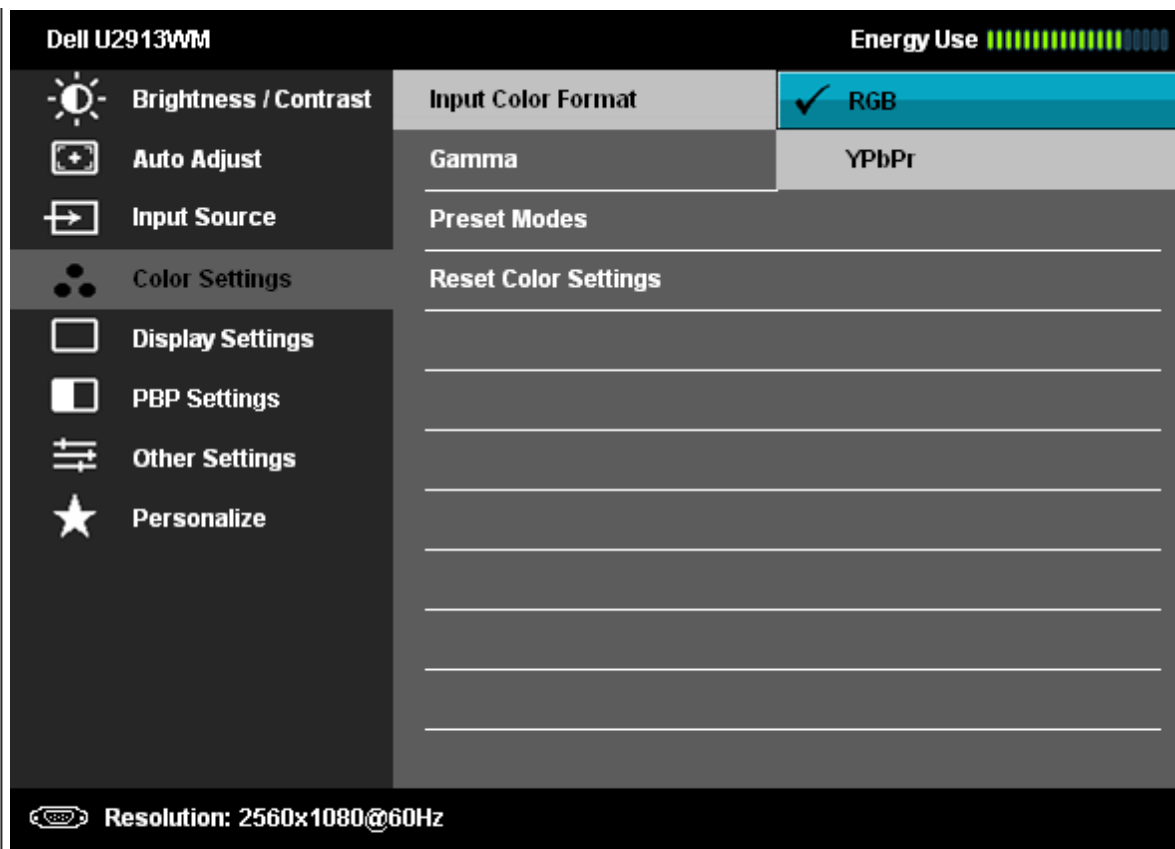 Dell U2913WM Energy Use
Brightness / Contrast Input Color Format RGB
Auto Adjust Gamma YPbPr
Input Source Preset Modes
Color Settings Reset Color Settings
Display Settings
PBP Settings
Other Settings
Personalize
Resolution: 2560x1080@60Hz